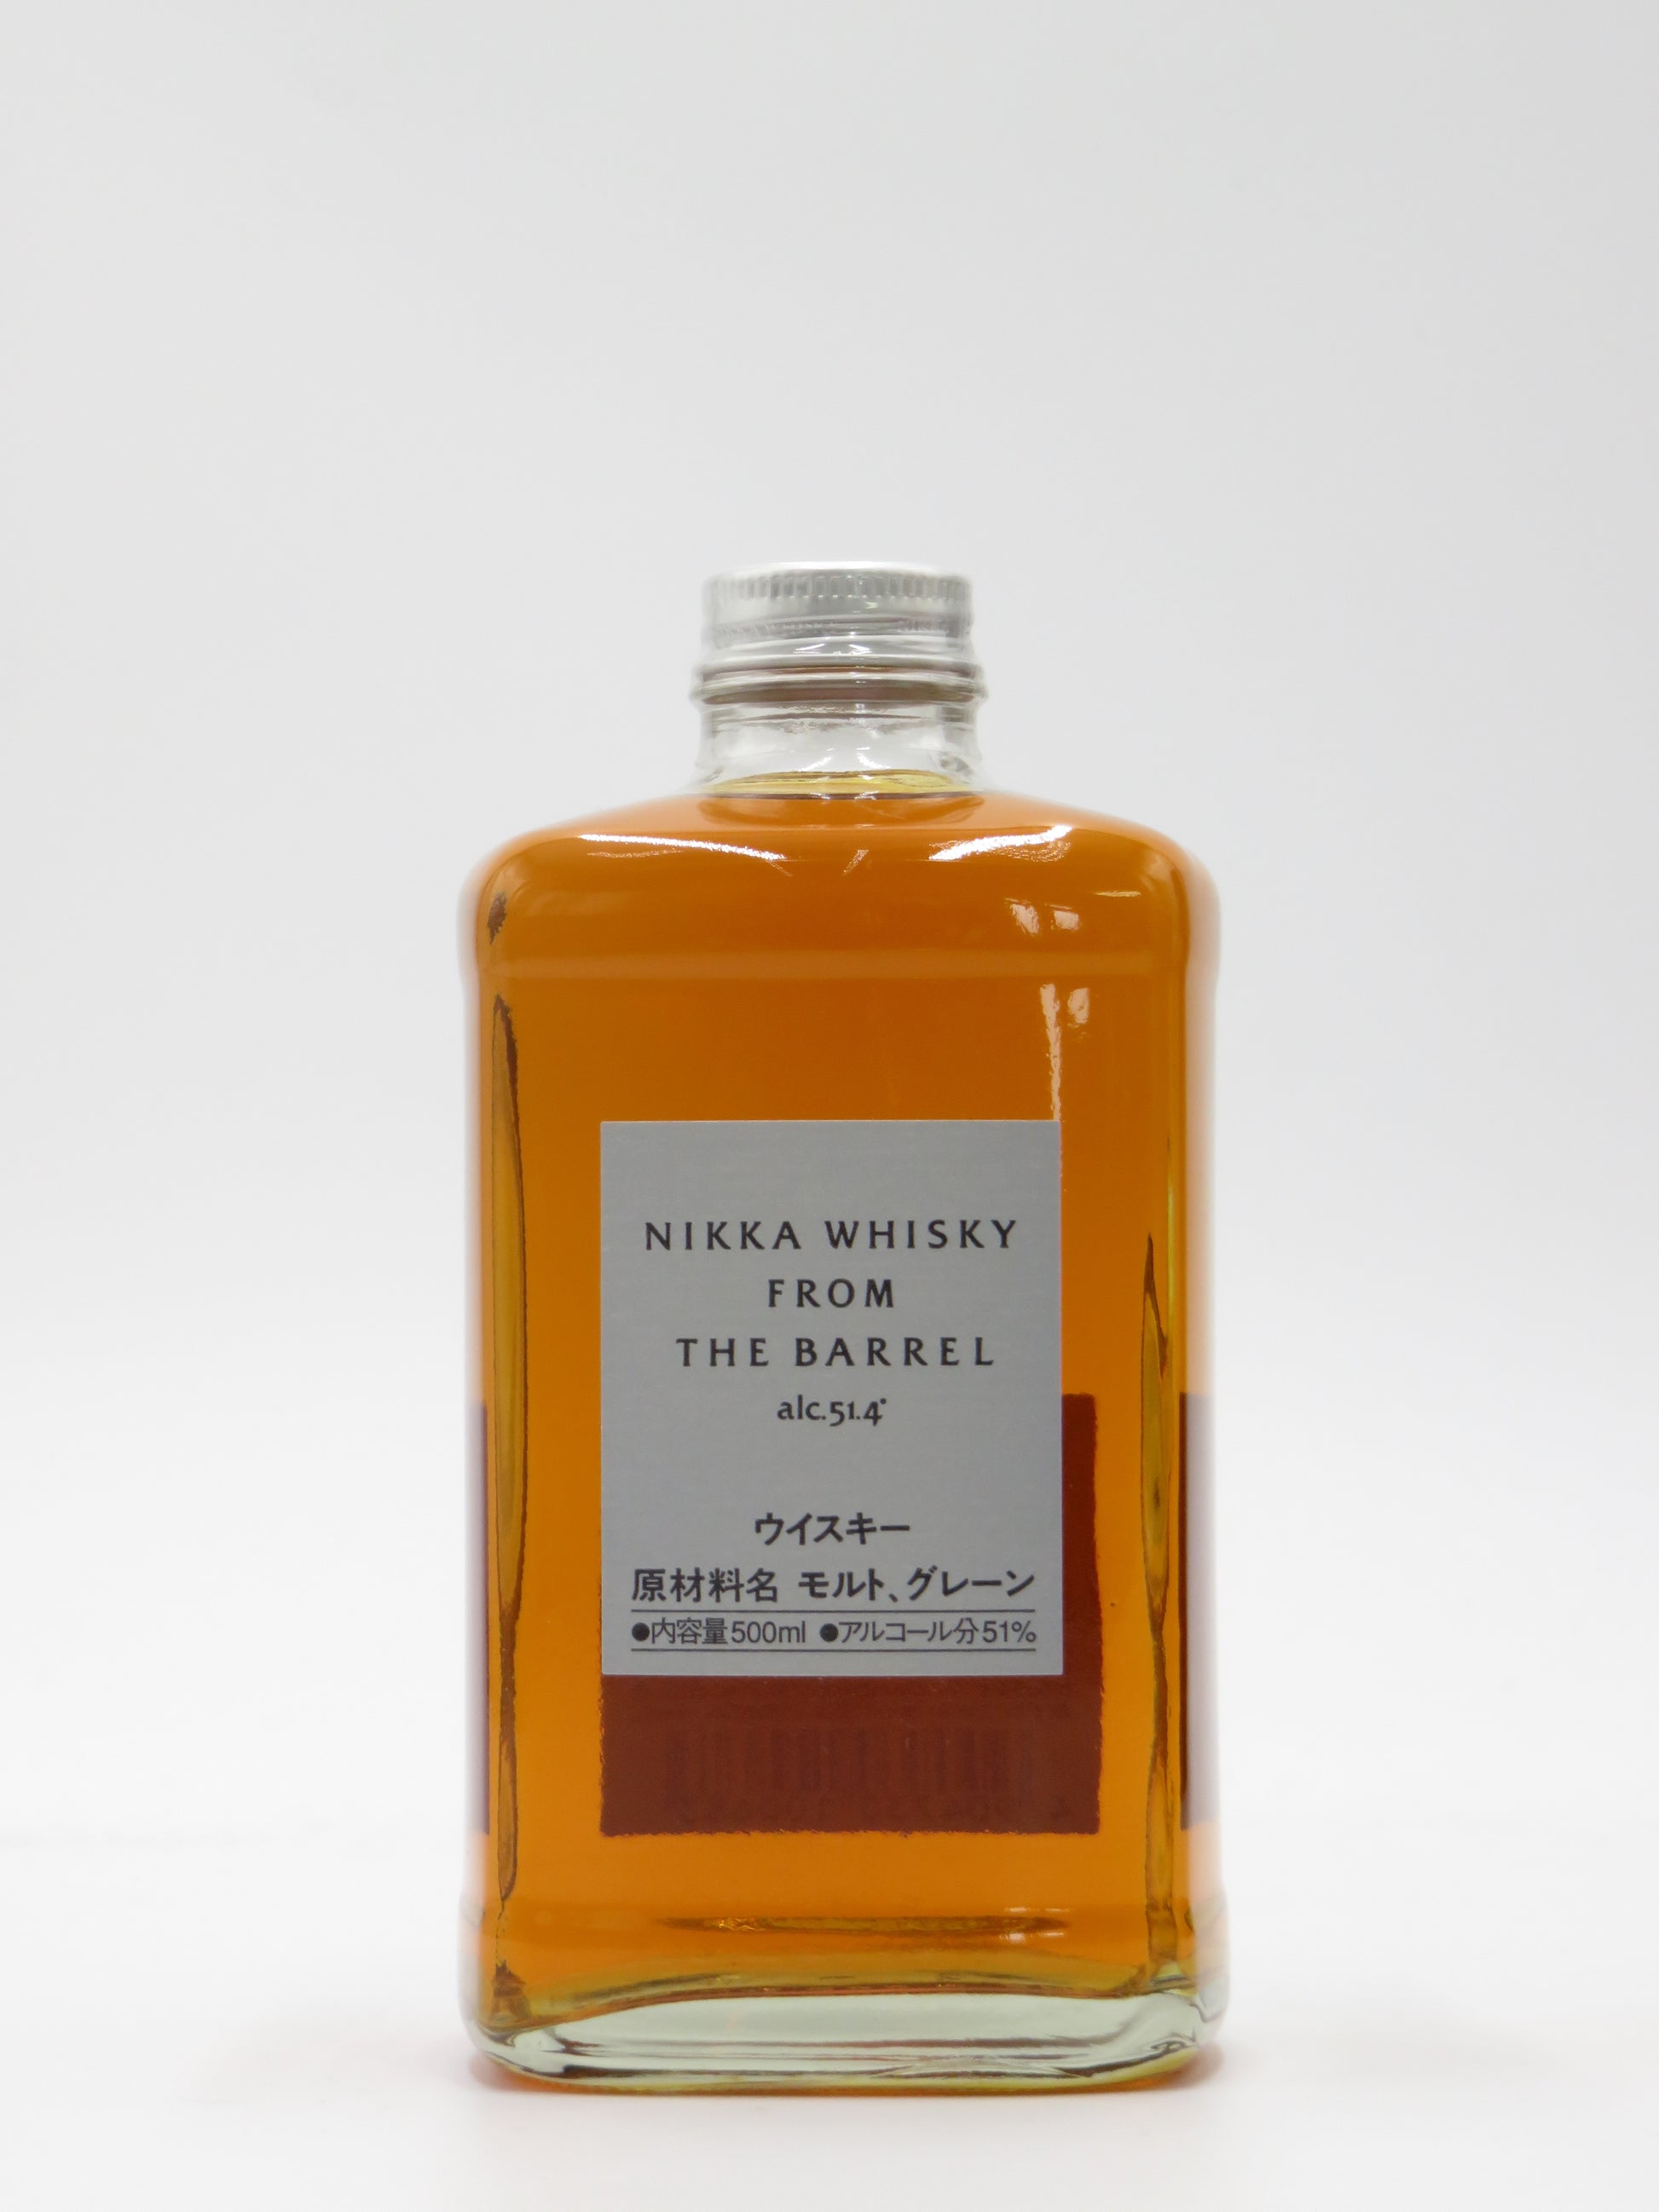 NIKKA WHISKY
FROM
THE BARREL
alc.51.4°
ウイスキー
原材料名 モルト、グレーン
●内容量500ml ●アルコール分51%